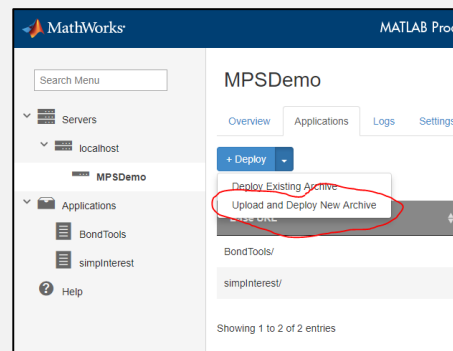 MathWorks®
MATLAB Pro
Search Menu
Servers
localhost
MPSDemo
Applications
BondTools
simpInterest
Help
MPSDemo
Overview Applications Logs Settings
+ Deploy
Deploy Existing Archive
Upload and Deploy New Archive
BondTools/
simpInterest/
Showing 1 to 2 of 2 entries